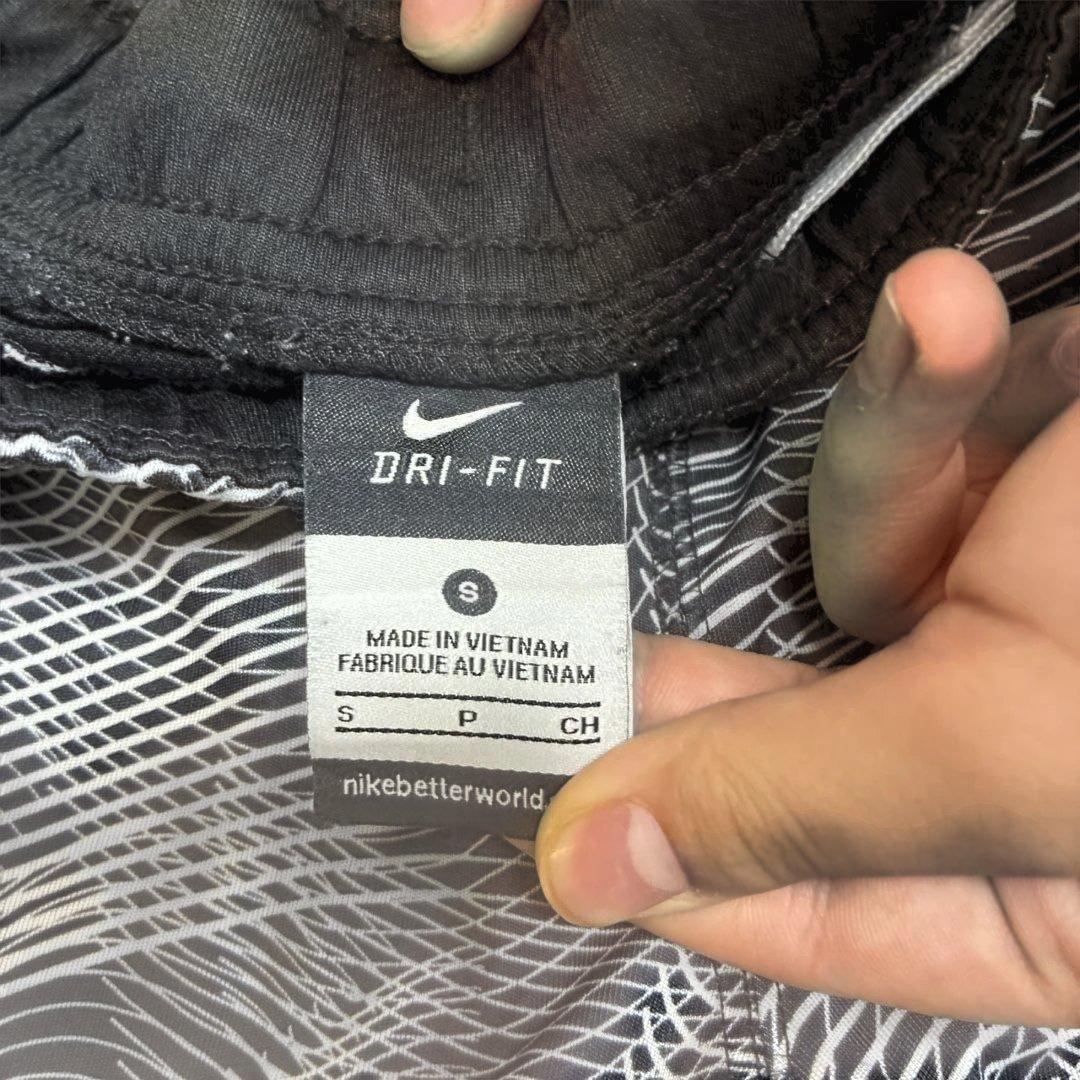 DRI-FIT
S
MADE IN VIETNAM
FABRIQUE AU VIETNAM
S P CH
nikebetterworld.